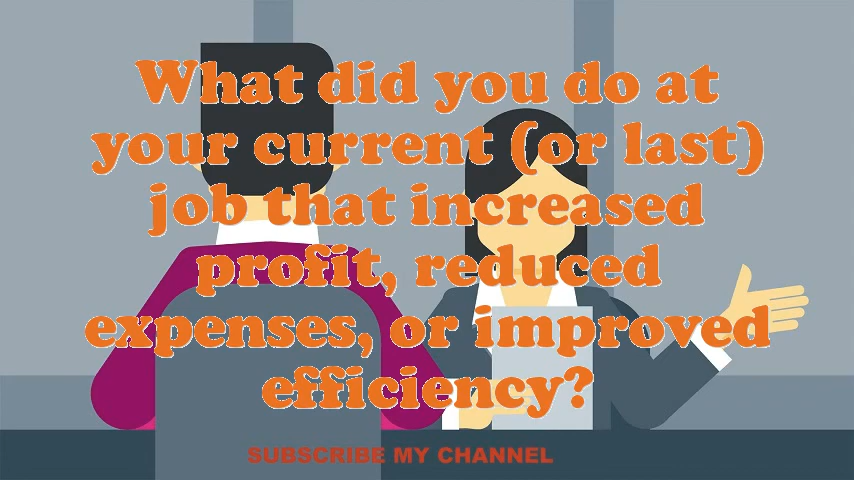 What did you do at
your current (or last)
job that increased
profit, reduced
expenses, or improved
efficiency?
SUBSCRIBE MY CHANNEL